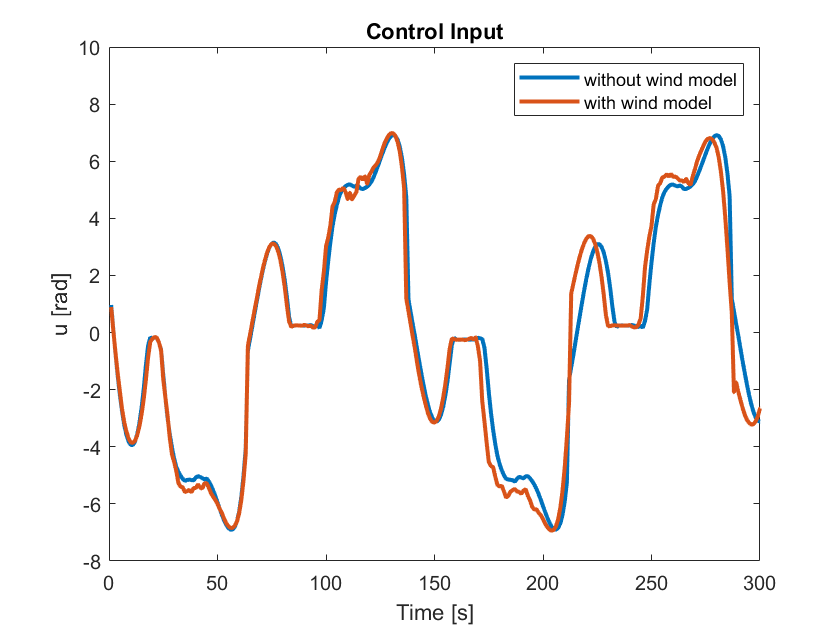 Control Input
without wind model
with wind model
10
8
6
4
2
0
-2
-4
-6
-8
u [rad]
0 50 100 150 200 250 300
Time [s]